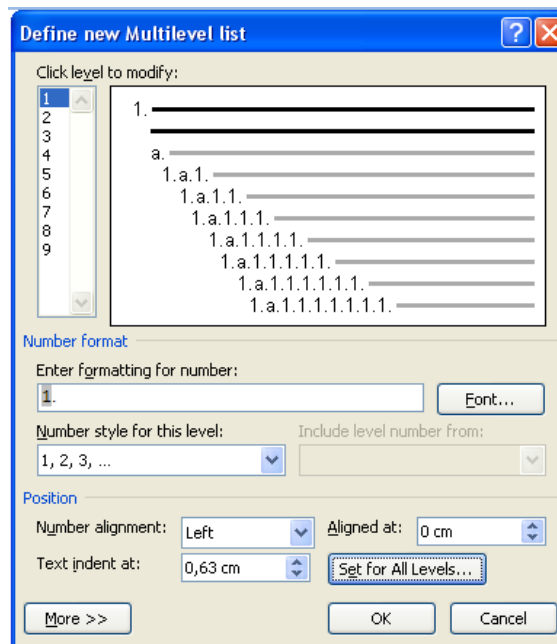 Define new Multilevel list
Click level to modify:
1
2
3
4
5
6
7
8
9
1.
a.
1.a.1.
1.a.1.1.
1.a.1.1.1.
1.a.1.1.1.1.
1.a.1.1.1.1.1.
1.a.1.1.1.1.1.1.
1.a.1.1.1.1.1.1.1.
Number format
Enter formatting for number:
1.
Font...
Number style for this level:
Include level number from:
1, 2, 3, ...
Position
Number alignment:
Left
Aligned at:
0 cm
Text indent at:
0,63 cm
Set for All Levels...
More >>
OK
Cancel